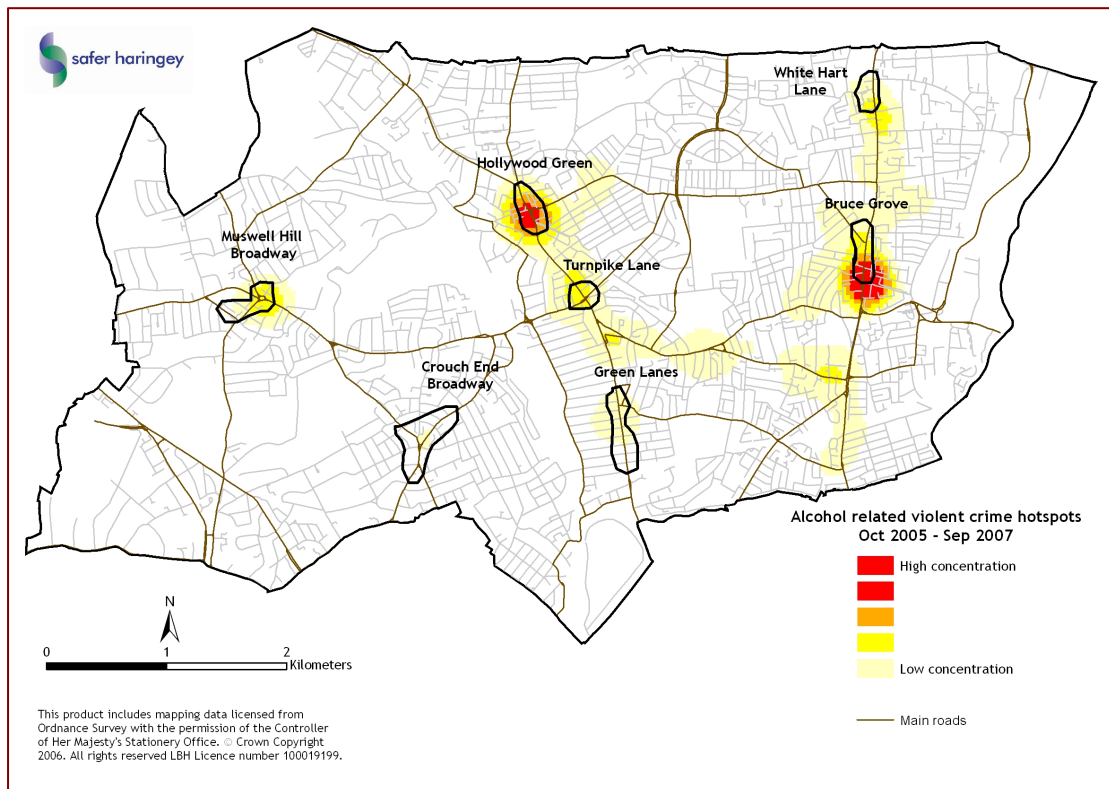 safer haringey
White Hart
Lane
Hollywood Green
Bruce Grove
Muswell Hill
Broadway
Turnpike Lane
Crouch End
Broadway
Green Lanes
Alcohol related violent crime hotspots
Oct 2005 - Sep 2007
High concentration
Low concentration
Main roads
N
0 1 2
Kilometers
This product includes mapping data licensed from
Ordnance Survey with the permission of the Controller
of Her Majesty's Stationery Office. © Crown Copyright
2006. All rights reserved LBH Licence number 100019199.